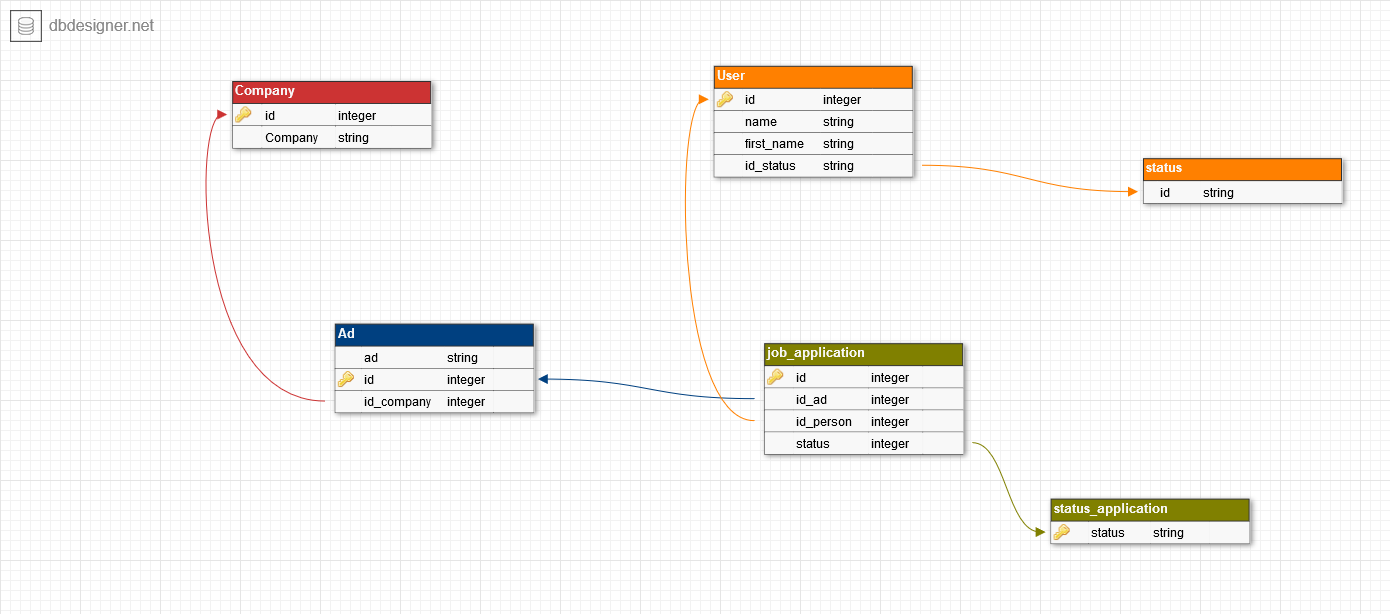 dbdesigner.net
Company
id integer
Company string
User
id integer
name string
first_name string
id_status string
status
id string
Ad
ad string
id integer
id_company integer
job_application
id integer
id_ad integer
id_person integer
status integer
status_application
status string